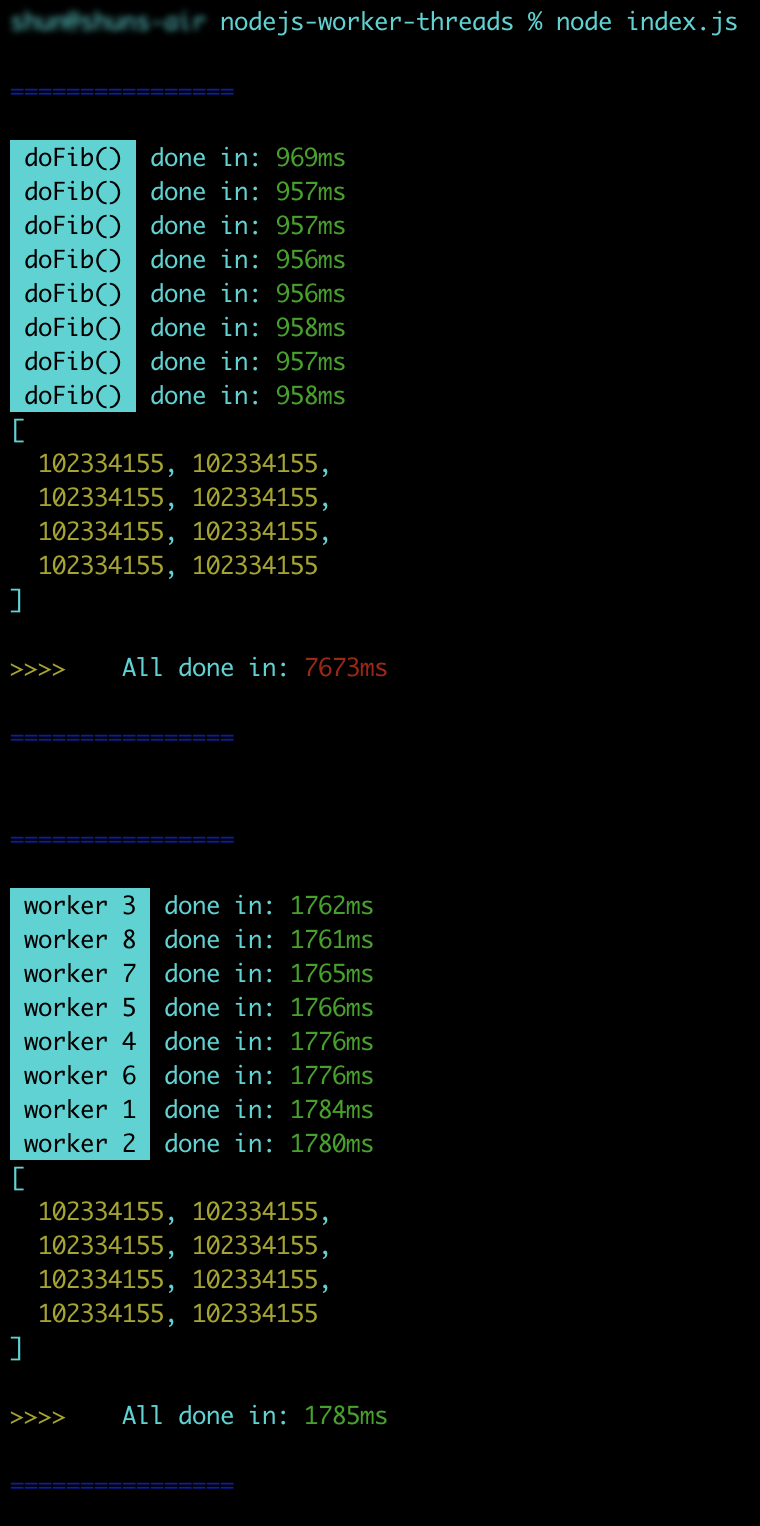 nodejs-worker-threads % node index.js
================
doFib() done in: 969ms
doFib() done in: 957ms
doFib() done in: 957ms
doFib() done in: 956ms
doFib() done in: 956ms
doFib() done in: 958ms
doFib() done in: 957ms
doFib() done in: 958ms
[
102334155, 102334155,
102334155, 102334155,
102334155, 102334155,
102334155, 102334155
]
>>>> All done in: 7673ms
================
================
worker 3 done in: 1762ms
worker 8 done in: 1761ms
worker 7 done in: 1765ms
worker 5 done in: 1766ms
worker 4 done in: 1776ms
worker 6 done in: 1776ms
worker 1 done in: 1784ms
worker 2 done in: 1780ms
[
102334155, 102334155,
102334155, 102334155,
102334155, 102334155,
102334155, 102334155
]
>>>> All done in: 1785ms
================